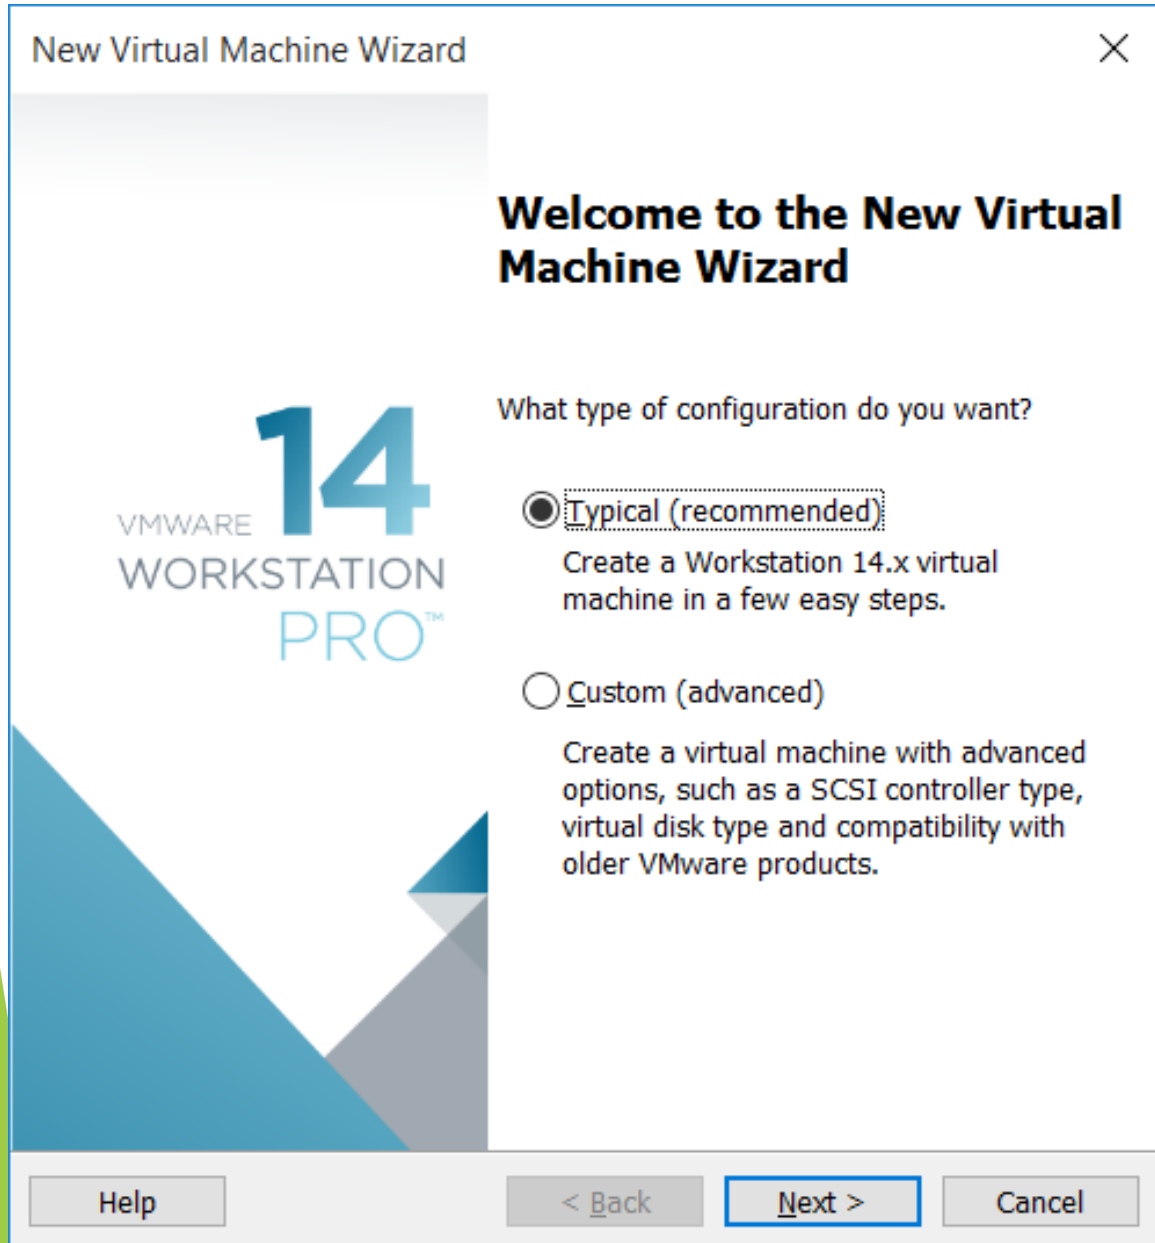 New Virtual Machine Wizard
Welcome to the New Virtual
Machine Wizard
What type of configuration do you want?
14
VMWARE
WORKSTATION
PRO™
Typical (recommended)
Create a Workstation 14.x virtual
machine in a few easy steps.
Custom (advanced)
Create a virtual machine with advanced
options, such as a SCSI controller type,
virtual disk type and compatibility with
older VMware products.
Help
< Back
Next >
Cancel